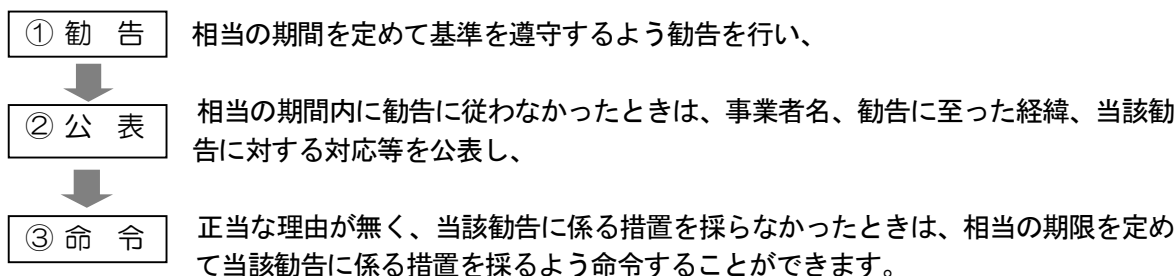 ① 勧 告
相当の期間を定めて基準を遵守するよう勧告を行い、
② 公 表
相当の期間内に勧告に従わなかったときは、事業者名、勧告に至った経緯、当該勧
告に対する対応等を公表し、
③ 命 令
正当な理由が無く、当該勧告に係る措置を採らなかったときは、相当の期限を定め
て当該勧告に係る措置を採るよう命令することができます。